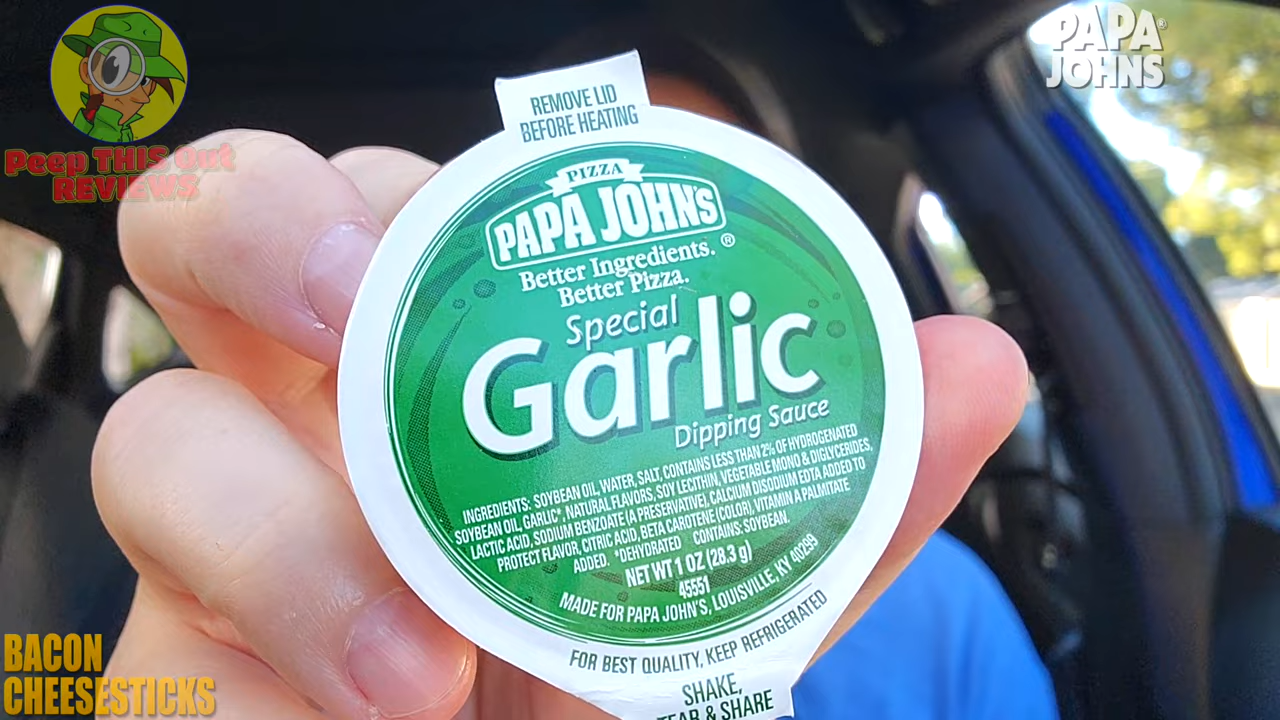 Peep THIS Out
REVIEWS
PAPA
JOHNS®
REMOVE LID
BEFORE HEATING
PIZZA
PAPA JOHN'S
®
Better Ingredients.
Better Pizza.
Special
Garlic
Dipping Sauce
INGREDIENTS: SOYBEAN OIL, WATER, SALT, CONTAINS LESS THAN 2% OF HYDROGENATED
SOYBEAN OIL, GARLIC*, NATURAL FLAVORS, SOY LECITHIN, VEGETABLE MONO & DIGLYCERIDES,
LACTIC ACID, SODIUM BENZOATE (A PRESERVATIVE), CALCIUM DISODIUM EDTA ADDED TO
PROTECT FLAVOR, CITRIC ACID, BETA CAROTENE (COLOR), VITAMIN A PALMITATE
ADDED. *DEHYDRATED CONTAINS: SOYBEAN.
NET WT 1 OZ (28.3 g)
45551
MADE FOR PAPA JOHN'S, LOUISVILLE, KY 40299
FOR BEST QUALITY, KEEP REFRIGERATED
SHAKE,
TEAR & SHARE
BACON
CHEESESTICKS